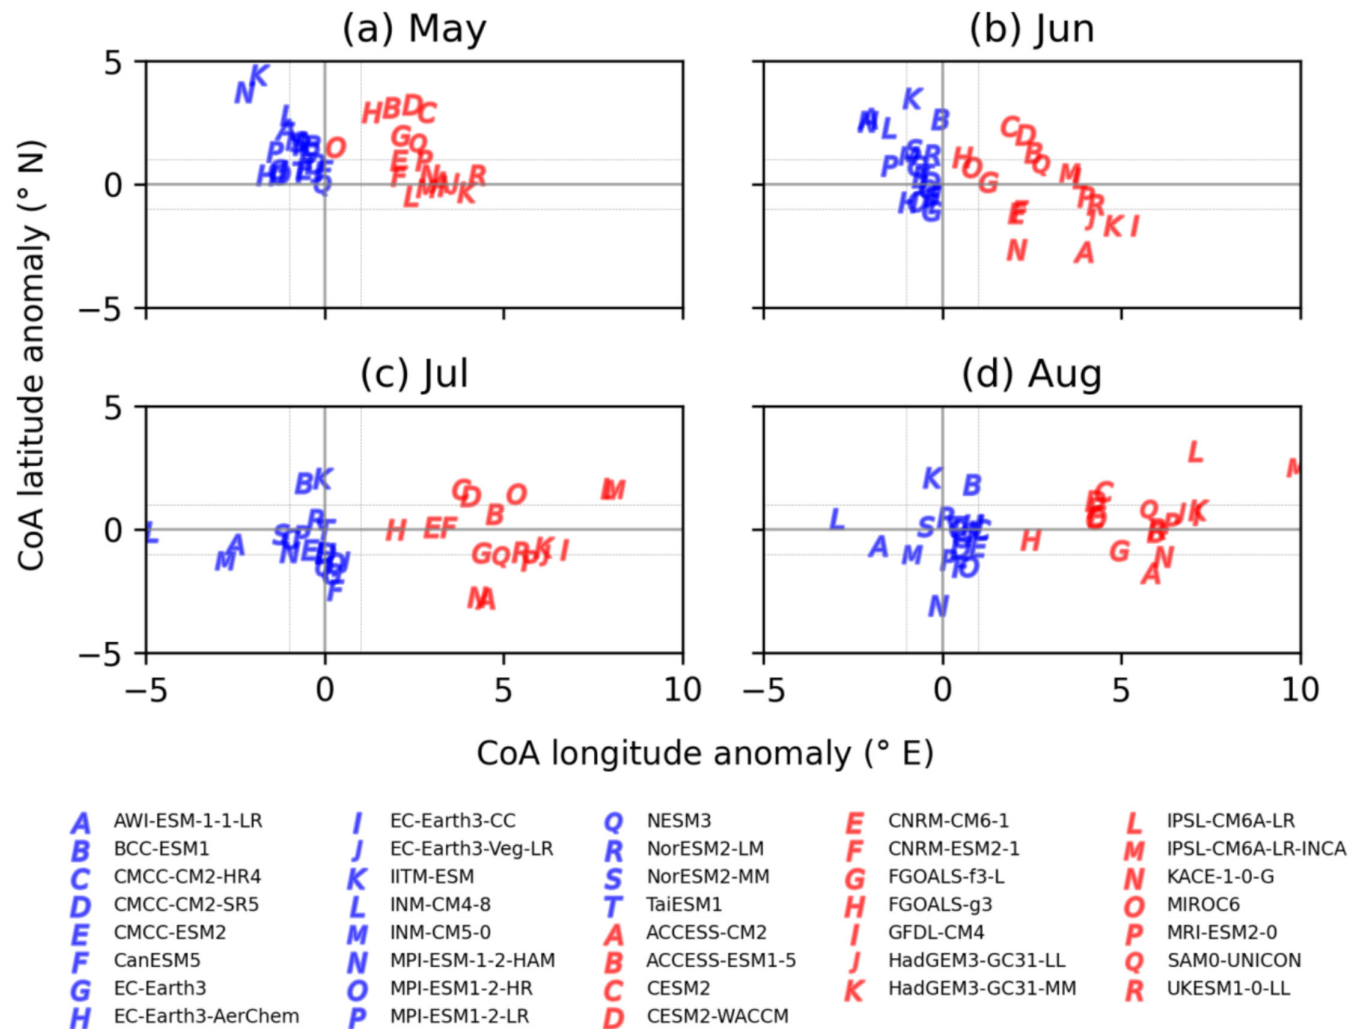 (a) May
(b) Jun
5
0
−5
(c) Jul
(d) Aug
5
0
−5
−5 0 5 10
−5 0 5 10
CoA latitude anomaly (° N)
CoA longitude anomaly (° E)
A AWI-ESM-1-1-LR
B BCC-ESM1
C CMCC-CM2-HR4
D CMCC-CM2-SR5
E CMCC-ESM2
F CanESM5
G EC-Earth3
H EC-Earth3-AerChem
I EC-Earth3-CC
J EC-Earth3-Veg-LR
K IITM-ESM
L INM-CM4-8
M INM-CM5-0
N MPI-ESM-1-2-HAM
O MPI-ESM1-2-HR
P MPI-ESM1-2-LR
Q NESM3
R NorESM2-LM
S NorESM2-MM
T TaiESM1
A ACCESS-CM2
B ACCESS-ESM1-5
C CESM2
D CESM2-WACCM
E CNRM-CM6-1
F CNRM-ESM2-1
G FGOALS-f3-L
H FGOALS-g3
I GFDL-CM4
J HadGEM3-GC31-LL
K HadGEM3-GC31-MM
L IPSL-CM6A-LR
M IPSL-CM6A-LR-INCA
N KACE-1-0-G
O MIROC6
P MRI-ESM2-0
Q SAM0-UNICON
R UKESM1-0-LL